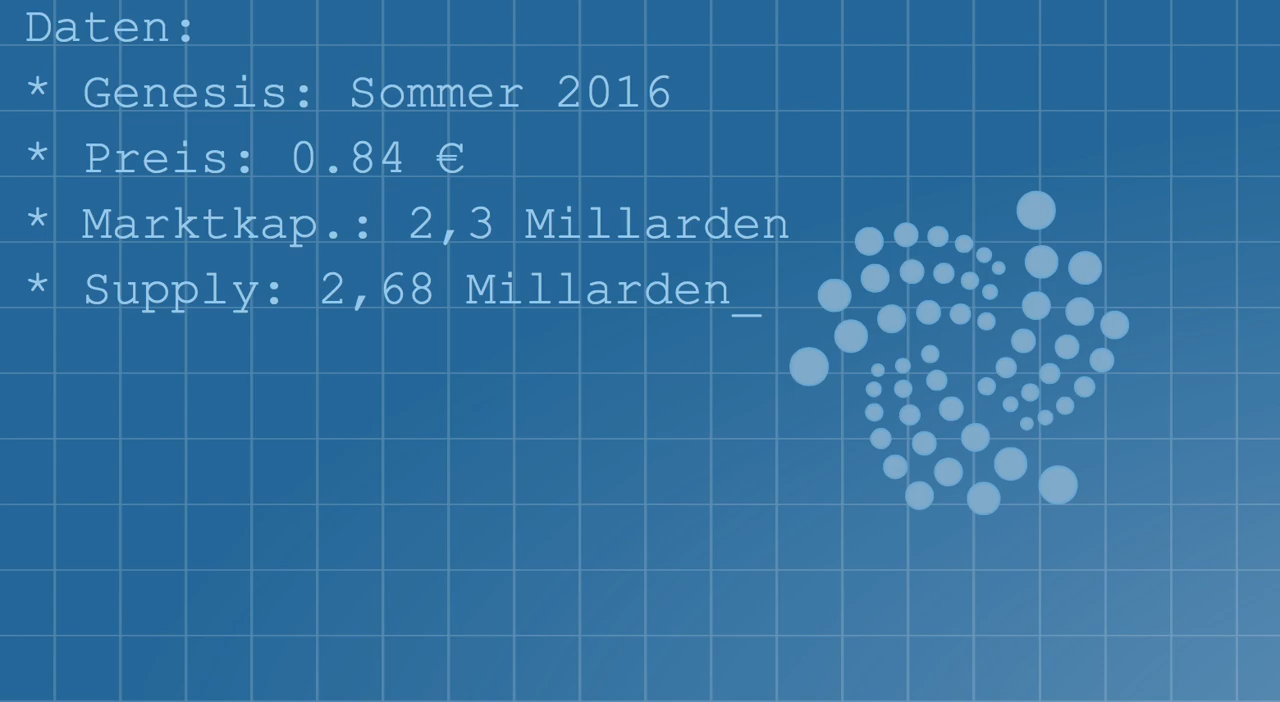 Daten:
* Genesis: Sommer 2016
* Preis: 0.84 €
* Marktkap.: 2,3 Millarden
* Supply: 2,68 Millarden_